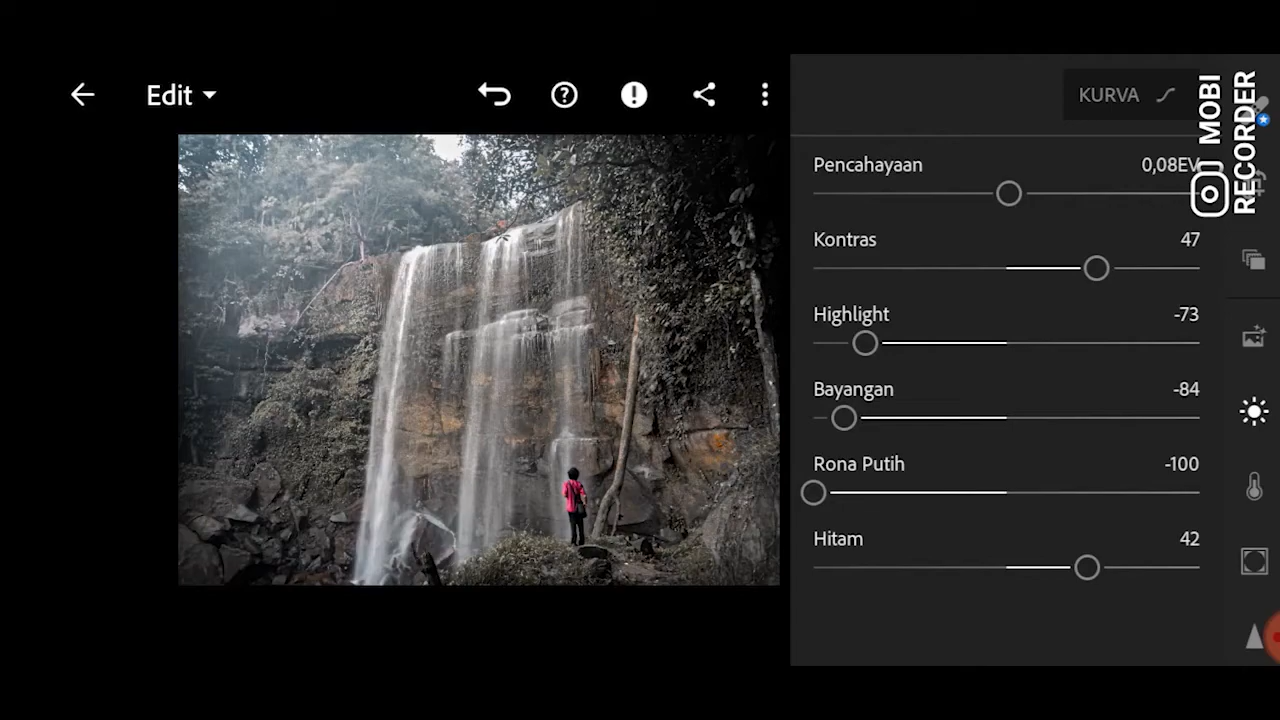 Edit
KURVA
MOBI
RECORDER
Pencahayaan 0,08EV
Kontras 47
Highlight -73
Bayangan -84
Rona Putih -100
Hitam 42